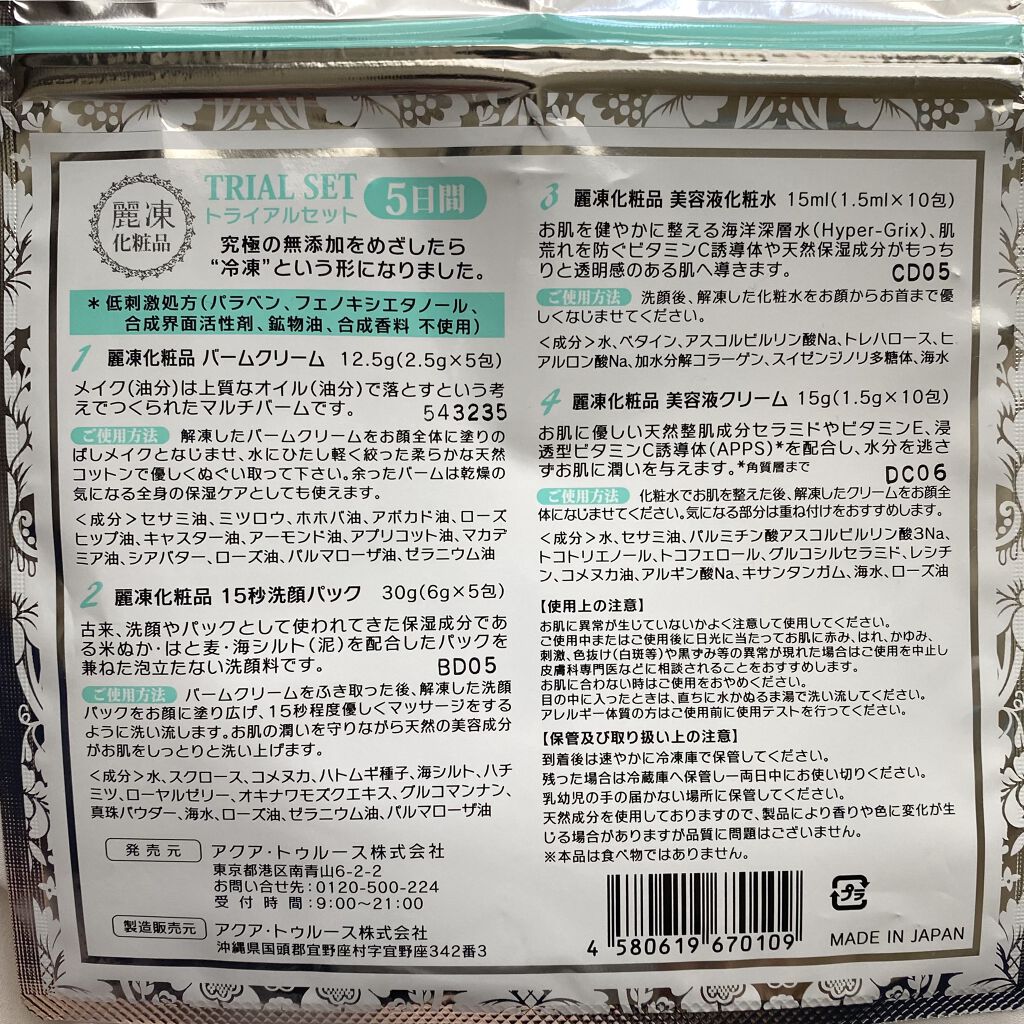 麗凍
化粧品
TRIAL SET
トライアルセット
5日間
究極の無添加をめざしたら
“冷凍”という形になりました。
＊低刺激処方(パラベン、フェノキシエタノール、
合成界面活性剤、鉱物油、合成香料 不使用)
1 麗凍化粧品 バームクリーム 12.5g(2.5g×5包)
メイク(油分)は上質なオイル(油分)で落とすという考
えでつくられたマルチバームです。 543235
ご使用方法 解凍したバームクリームをお顔全体に塗りの
ばしメイクとなじませ、水にひたし軽く絞った柔らかな天然
コットンで優しくぬぐい取って下さい。余ったバームは乾燥の
気になる全身の保湿ケアとしても使えます。
＜成分＞セサミ油、ミツロウ、ホホバ油、アボカド油、ローズ
ヒップ油、キャスター油、アーモンド油、アプリコット油、マカデ
ミア油、シアバター、ローズ油、パルマローザ油、ゼラニウム油
2 麗凍化粧品 15秒洗顔パック 30g(6g×5包)
古来、洗顔やパックとして使われてきた保湿成分であ
る米ぬか・はと麦・海シルト(泥)を配合したパックを
兼ねた泡立たない洗顔料です。 BD05
ご使用方法 バームクリームをふき取った後、解凍した洗顔
パックをお顔に塗り広げ、15秒程度優しくマッサージをする
ように洗い流します。お肌の潤いを守りながら天然の美容成分
がお肌をしっとりと洗い上げます。
＜成分＞水、スクロース、コメヌカ、ハトムギ種子、海シルト、ハチ
ミツ、ローヤルゼリー、オキナワモズクエキス、グルコマンナン、
真珠パウダー、海水、ローズ油、ゼラニウム油、パルマローザ油
発売元 アクア・トゥルース株式会社
東京都港区南青山6-2-2
お問い合せ先:0120-500-224
受付時間:9:00～21:00
製造販売元 アクア・トゥルース株式会社
沖縄県国頭郡宜野座村字宜野座342番3
3 麗凍化粧品 美容液化粧水 15ml(1.5ml×10包)
お肌を健やかに整える海洋深層水(Hyper-Grix)、肌
荒れを防ぐビタミンC誘導体や天然保湿成分がもっち
りと透明感のある肌へ導きます。 CD05
ご使用方法 洗顔後、解凍した化粧水をお顔からお首まで優
しくなじませてください。
＜成分＞水、ベタイン、アスコルビルリン酸Na、トレハロース、ヒ
アルロン酸Na、加水分解コラーゲン、スイゼンジノリ多糖体、海水
4 麗凍化粧品 美容液クリーム 15g(1.5g×10包)
お肌に優しい天然整肌成分セラミドやビタミンE、浸
透型ビタミンC誘導体(APPS)*を配合し、水分を逃さ
ずお肌に潤いを与えます。*角質層まで DC06
ご使用方法 化粧水でお肌を整えた後、解凍したクリームをお顔全
体になじませてください。気になる部分は重ね付けをおすすめします。
＜成分＞水、セサミ油、パルミチン酸アスコルビルリン酸3Na、
トコトリエノール、トコフェロール、グルコシルセラミド、レシチ
ン、コメヌカ油、アルギン酸Na、キサンタンガム、海水、ローズ油
【使用上の注意】
お肌に異常が生じていないかよく注意して使用してください。
ご使用中またはご使用後に日光に当たってお肌に赤み、はれ、かゆみ、
刺激、色抜け(白斑等)や黒ずみ等の異常が現れた場合はご使用を中止し
皮膚科専門医などに相談されることをおすすめします。
お肌に合わない時はご使用をおやめください。
目の中に入ったときは、直ちに水かぬるま湯で洗い流してください。
アレルギー体質の方はご使用前に使用テストを行ってください。
【保管及び取り扱い上の注意】
到着後は速やかに冷凍庫で保管してください。
残った場合は冷蔵庫へ保管し一両日中にお使い切りください。
乳幼児の手の届かない場所に保管してください。
天然成分を使用しておりますので、製品により香りや色に変化が生
じる場合がありますが品質に問題はございません。
※本品は食べ物ではありません。
4 580619 670109
プラ
MADE IN JAPAN